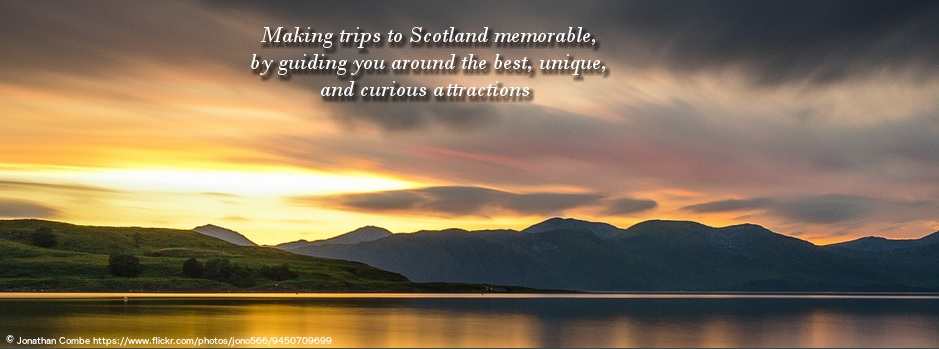 Making trips to Scotland memorable,
by guiding you around the best, unique,
and curious attractions
© Jonathan Combe https://www.flickr.com/photos/jono566/9450709699